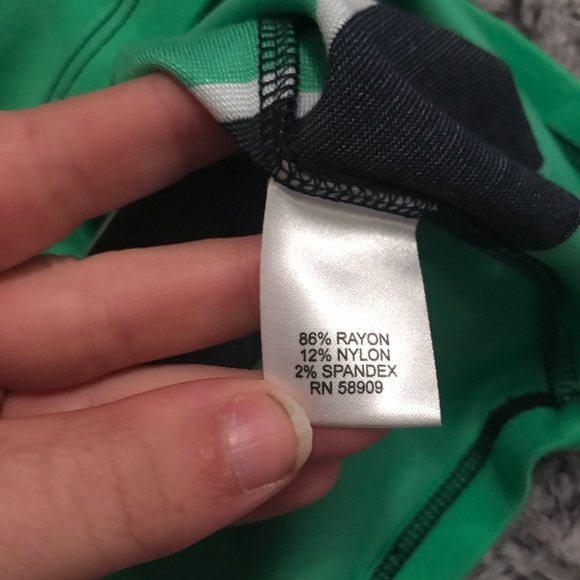 86% RAYON
12% NYLON
2% SPANDEX
RN 58909